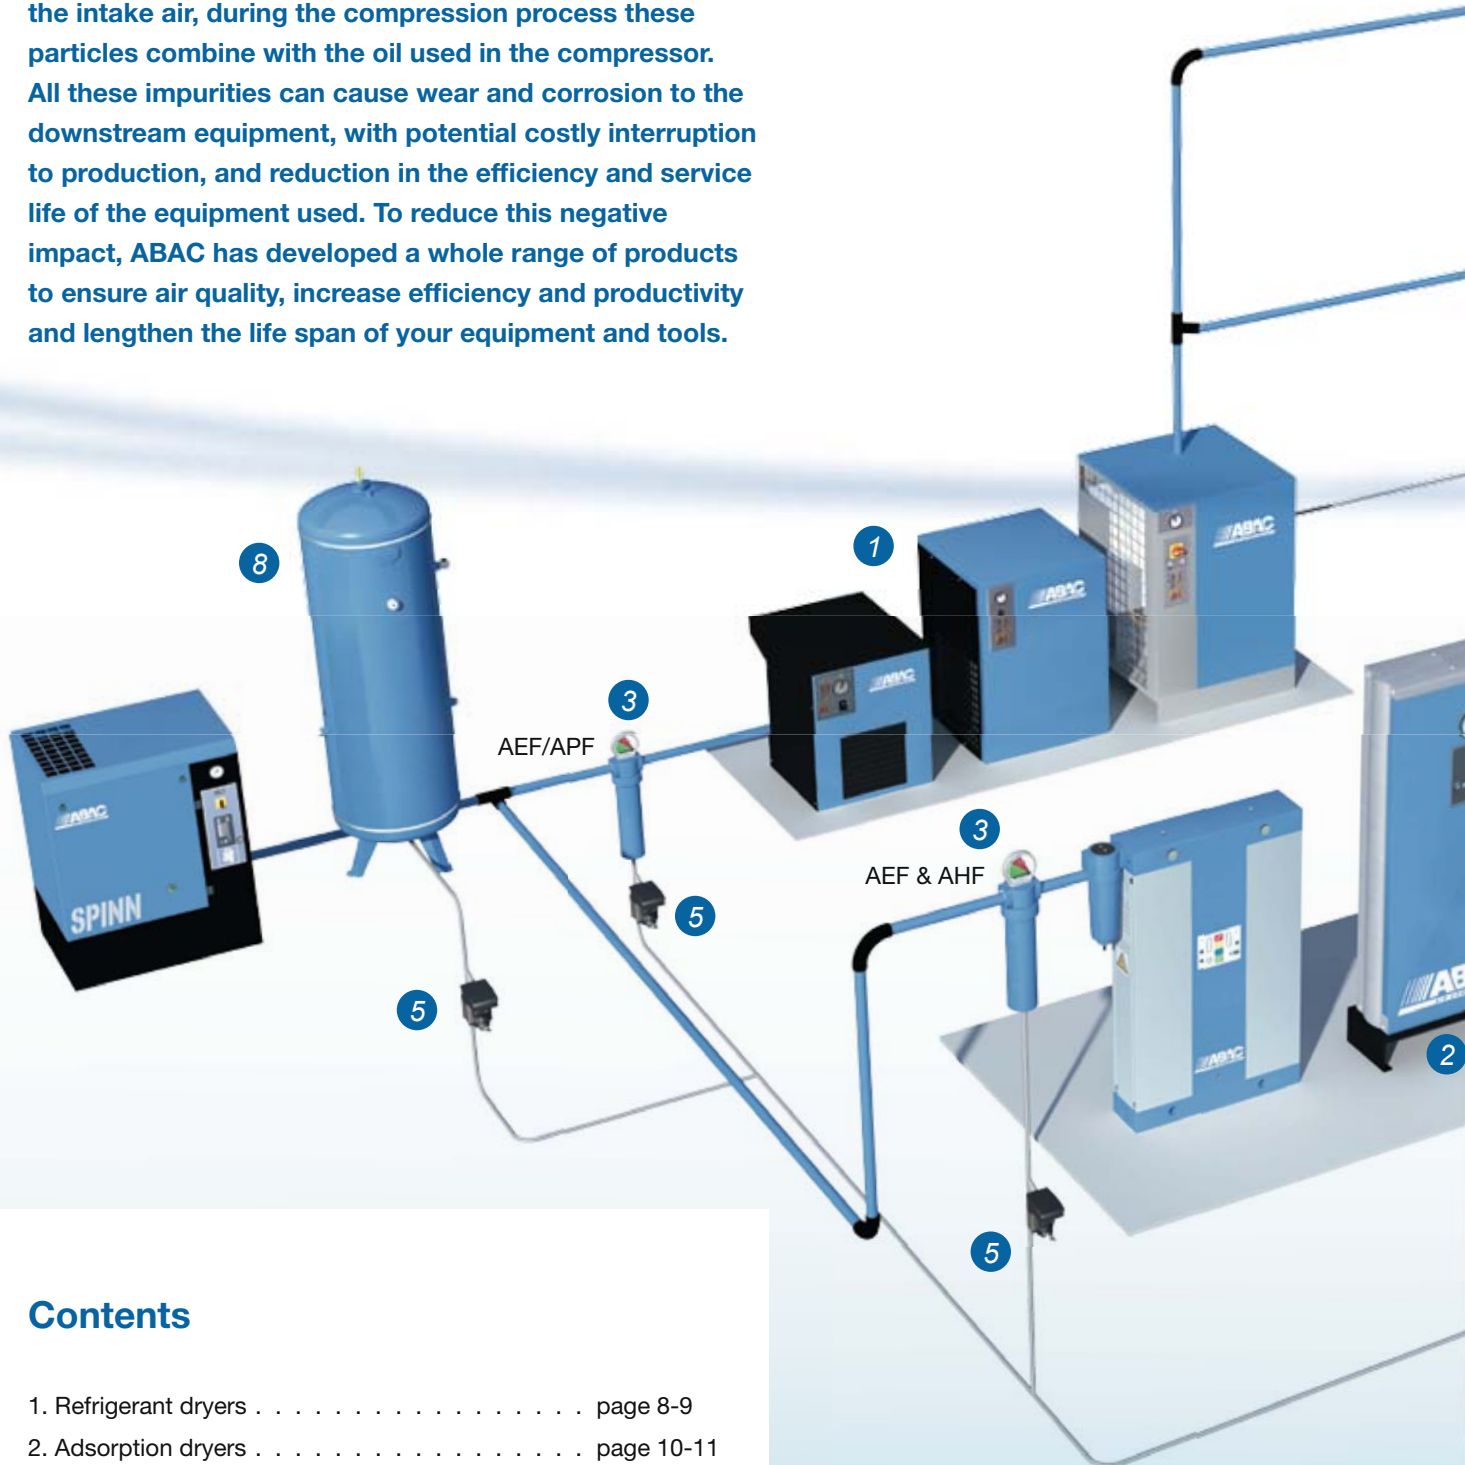 the intake air, during the compression process these
particles combine with the oil used in the compressor.
All these impurities can cause wear and corrosion to the
downstream equipment, with potential costly interruption
to production, and reduction in the efficiency and service
life of the equipment used. To reduce this negative
impact, ABAC has developed a whole range of products
to ensure air quality, increase efficiency and productivity
and lengthen the life span of your equipment and tools.
8
1
ABAC
ABAC
ABAC
3
AEF/APF
ABAC
SPINN
5
5
3
AEF & AHF
ABAC
AB
2
5
Contents
1. Refrigerant dryers . . . . . . . . . . . . . . . . . page 8-9
2. Adsorption dryers . . . . . . . . . . . . . . . . . page 10-11